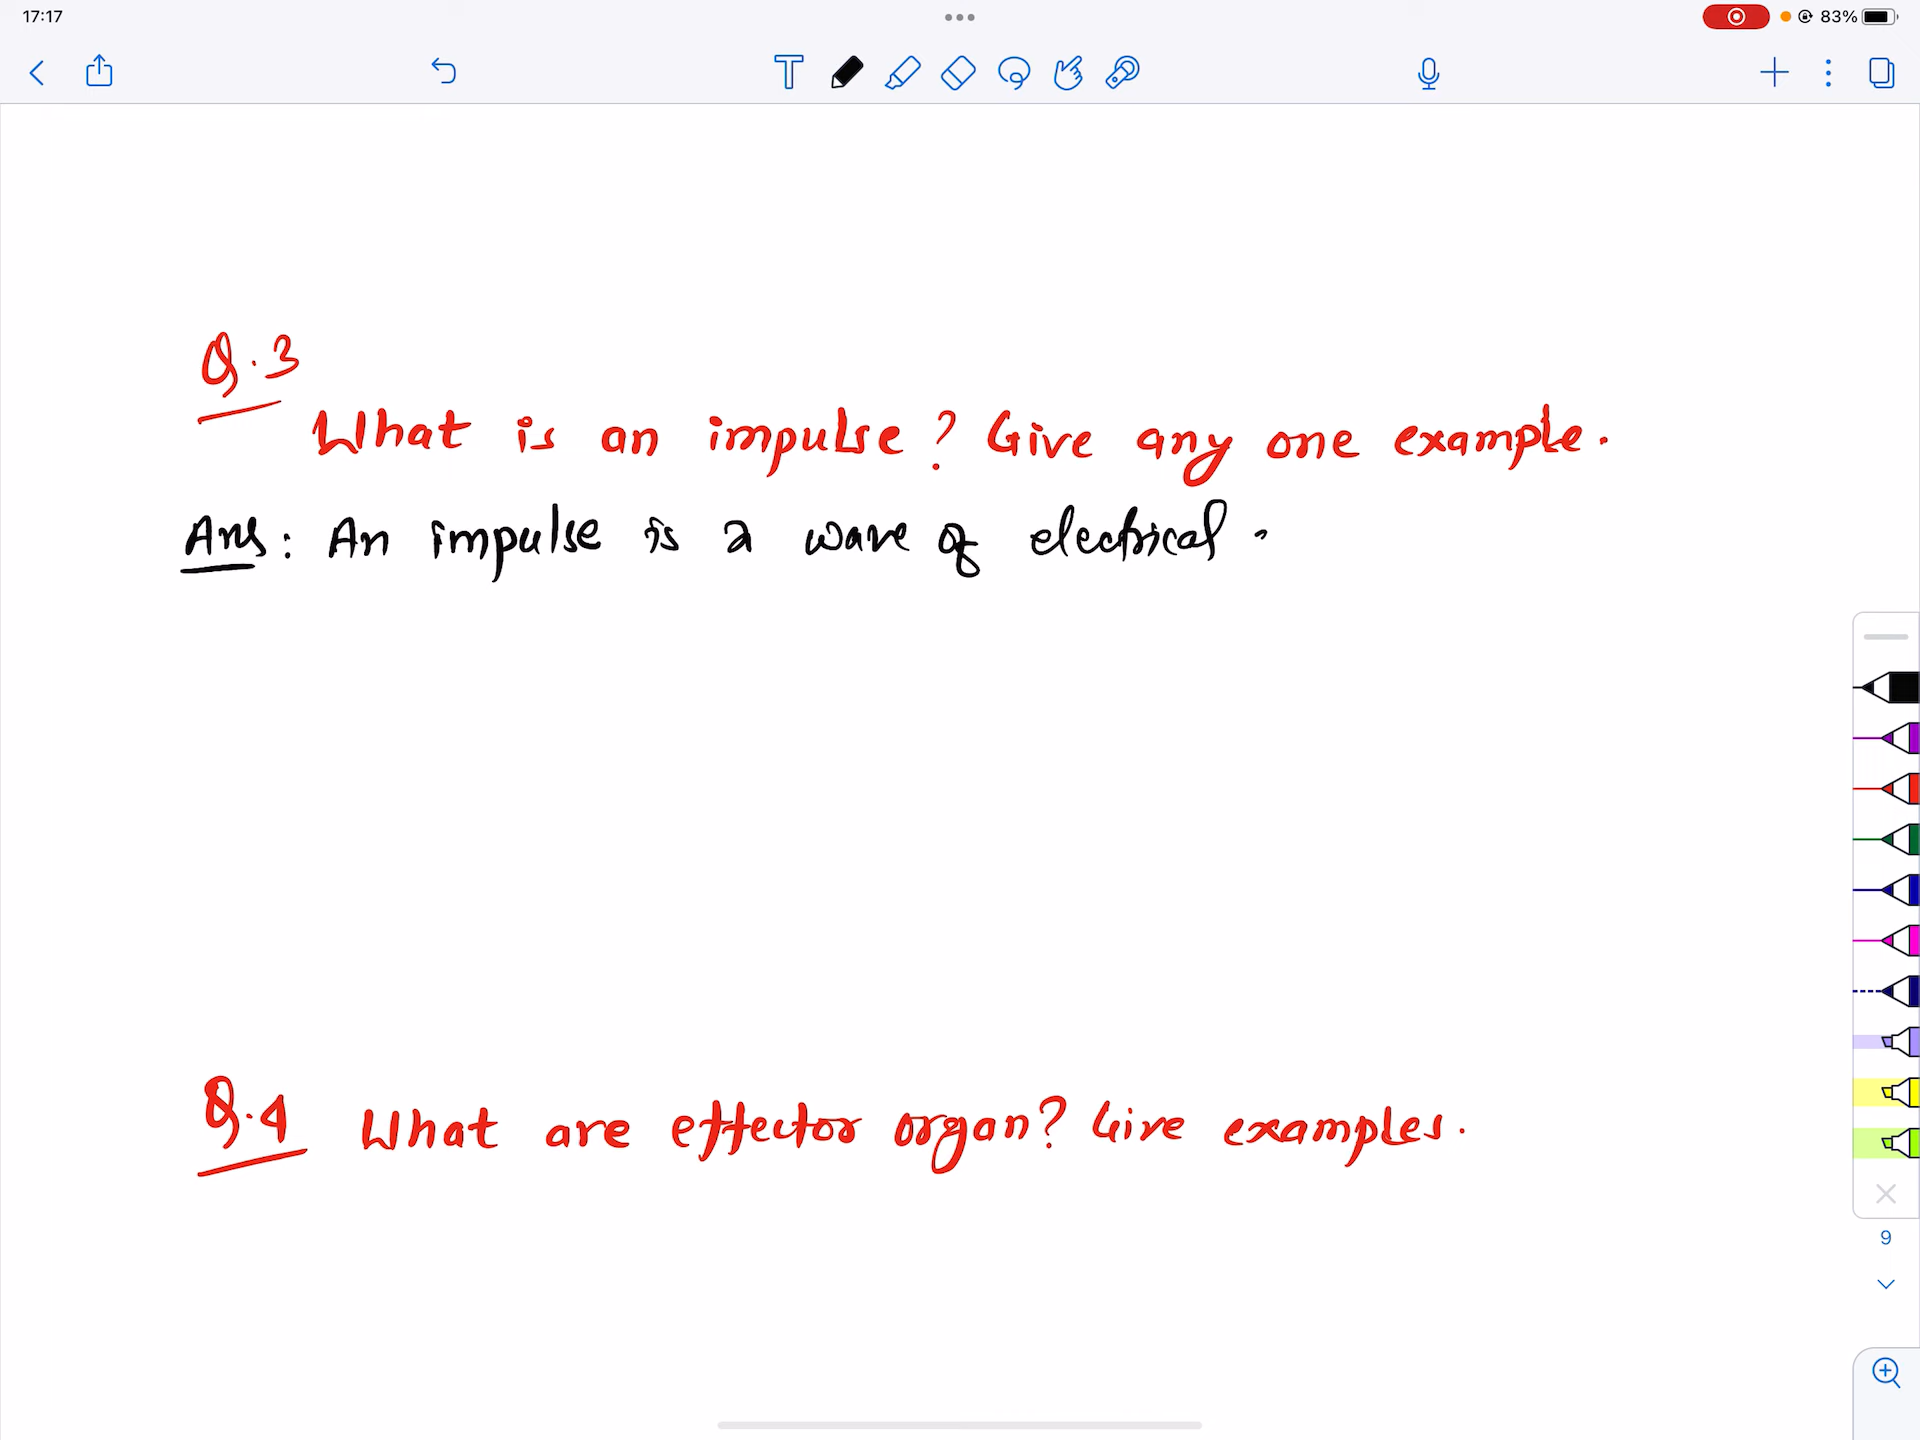 17:17
83%
Q.3
What is an impulse? Give any one example.
Ans: An impulse is a wave of electrical
Q.4 What are effector organ? Give examples.
9